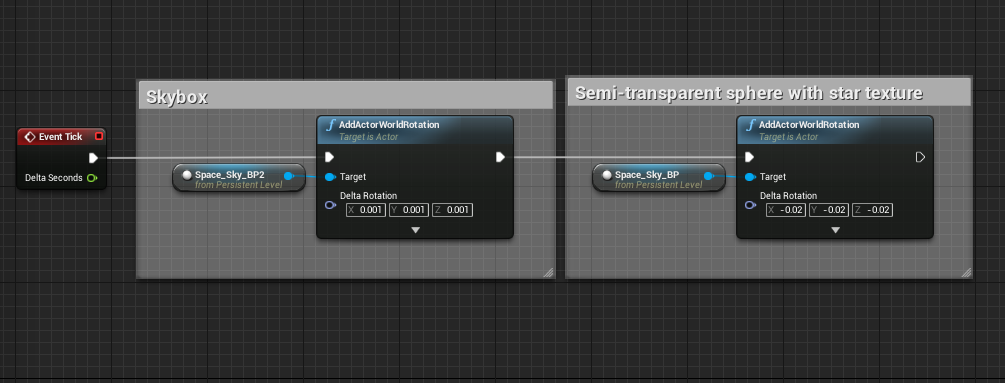 Skybox
Semi-transparent sphere with star texture
Event Tick
Delta Seconds
AddActorWorldRotation
Target is Actor
Space_Sky_BP2
from Persistent Level
Target
Delta Rotation
X 0.001 Y 0.001 Z 0.001
AddActorWorldRotation
Target is Actor
Space_Sky_BP
from Persistent Level
Target
Delta Rotation
X -0.02 Y -0.02 Z -0.02